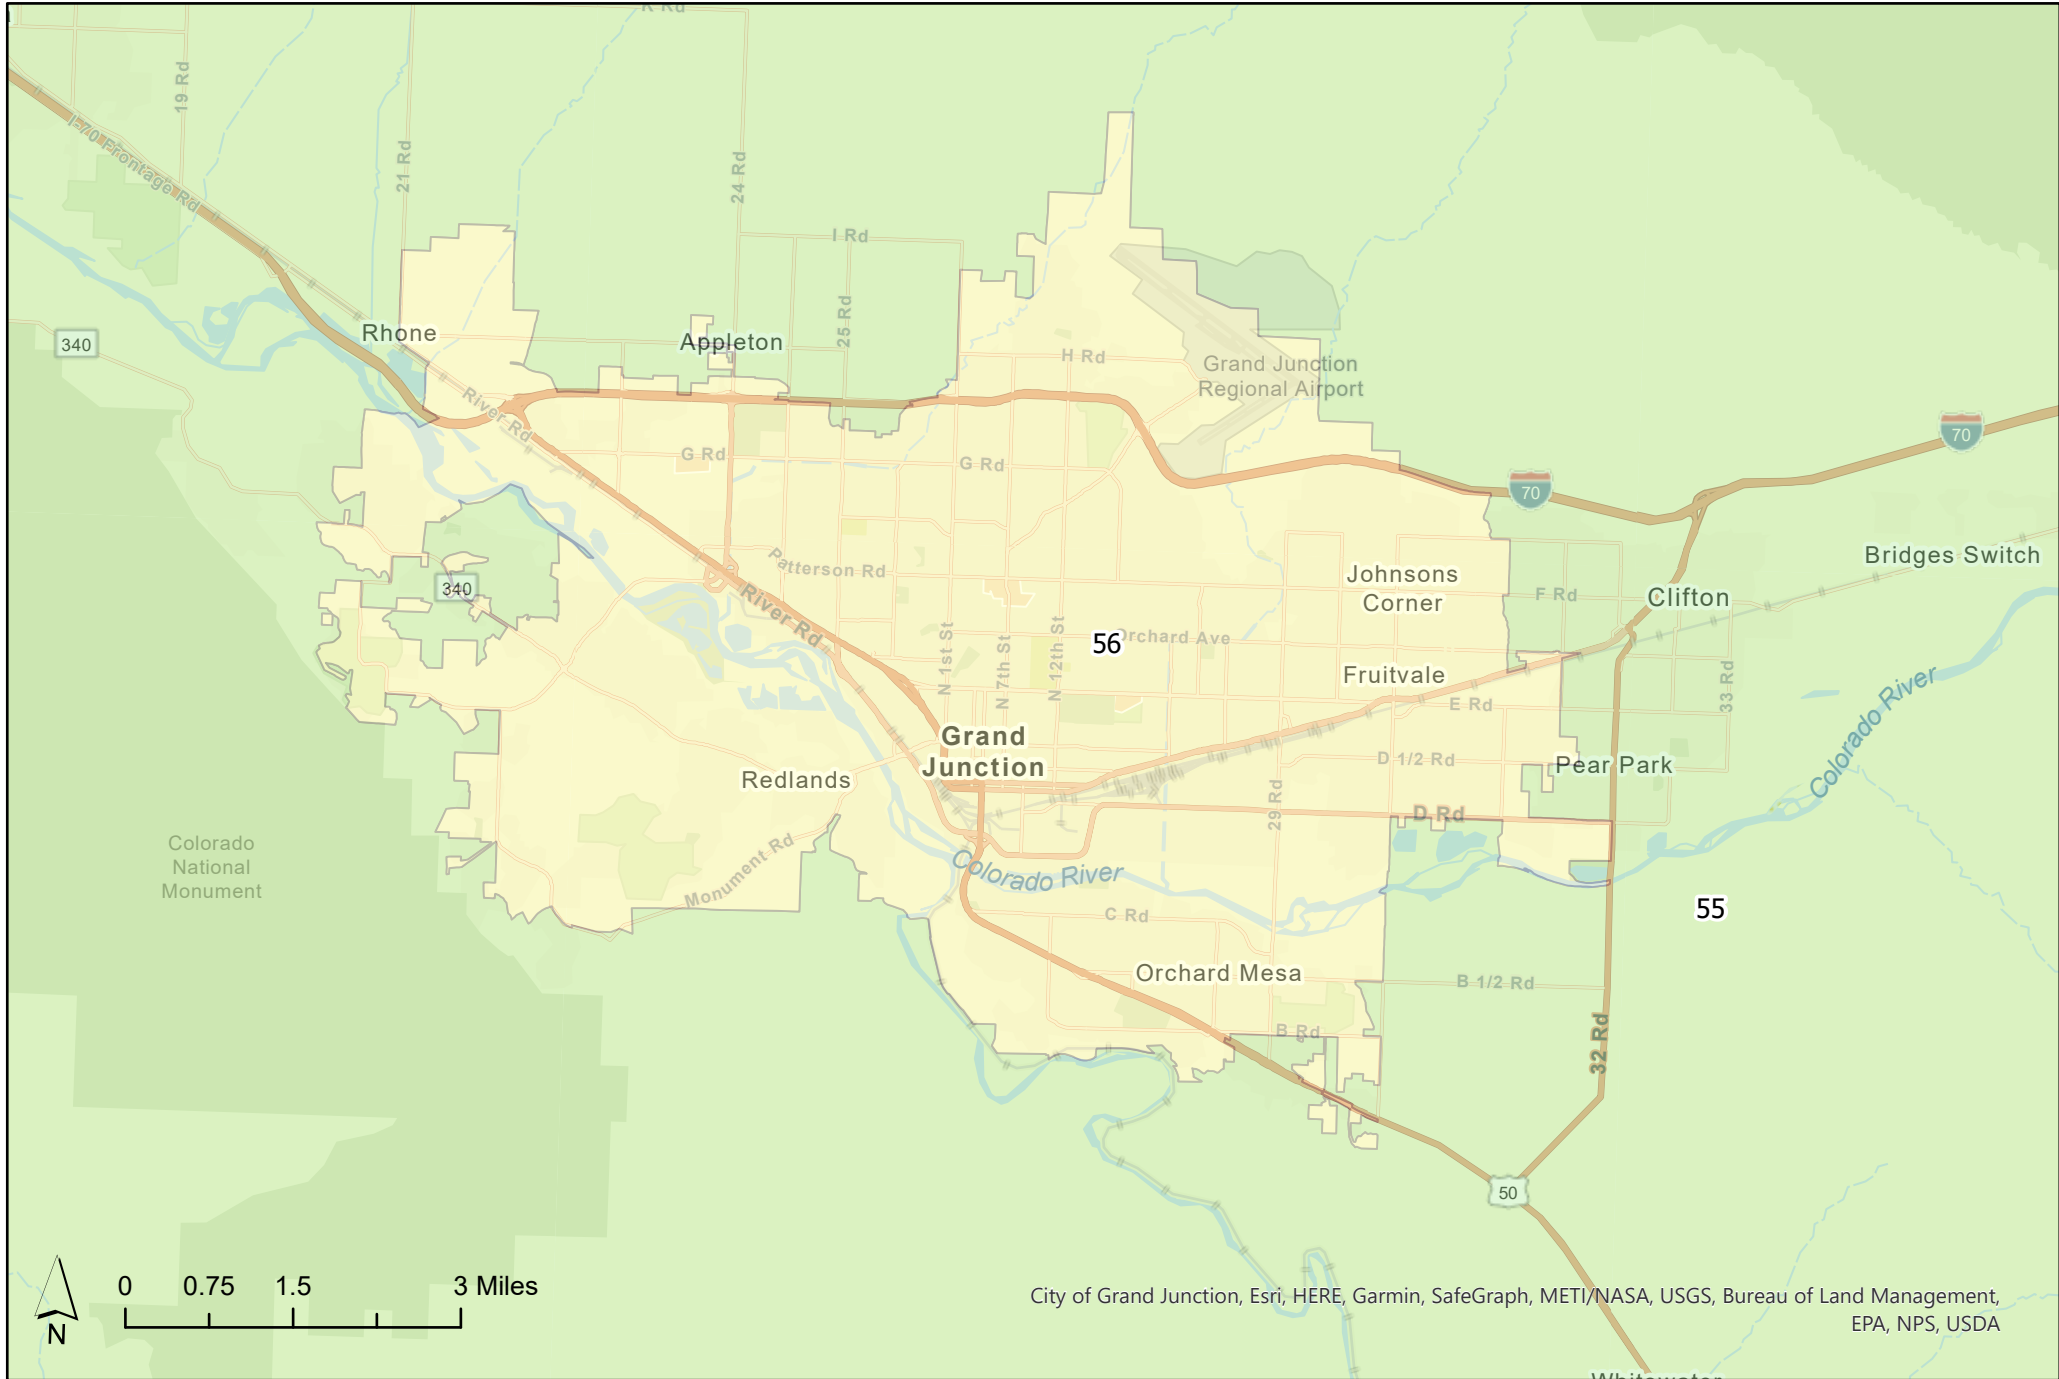 K Rd
19 Rd
I-70 Frontage Rd
21 Rd
24 Rd
I Rd
25 Rd
Rhone
340
Appleton
H Rd
Grand Junction
Regional Airport
River Rd
G Rd
G Rd
70
70
Bridges Switch
Patterson Rd
Johnsons
Corner
340
F Rd
Clifton
River Rd
N 1st St
N 7th St
N 12th St
56
Orchard Ave
Fruitvale
E Rd
33 Rd
Colorado River
Grand
Junction
D 1/2 Rd
Pear Park
Redlands
29 Rd
D Rd
Colorado
National
Monument
Monument Rd
Colorado River
C Rd
55
Orchard Mesa
B 1/2 Rd
B Rd
32 Rd
50
0 0.75 1.5 3 Miles
N
City of Grand Junction, Esri, HERE, Garmin, SafeGraph, METI/NASA, USGS, Bureau of Land Management,
EPA, NPS, USDA
Whitewater